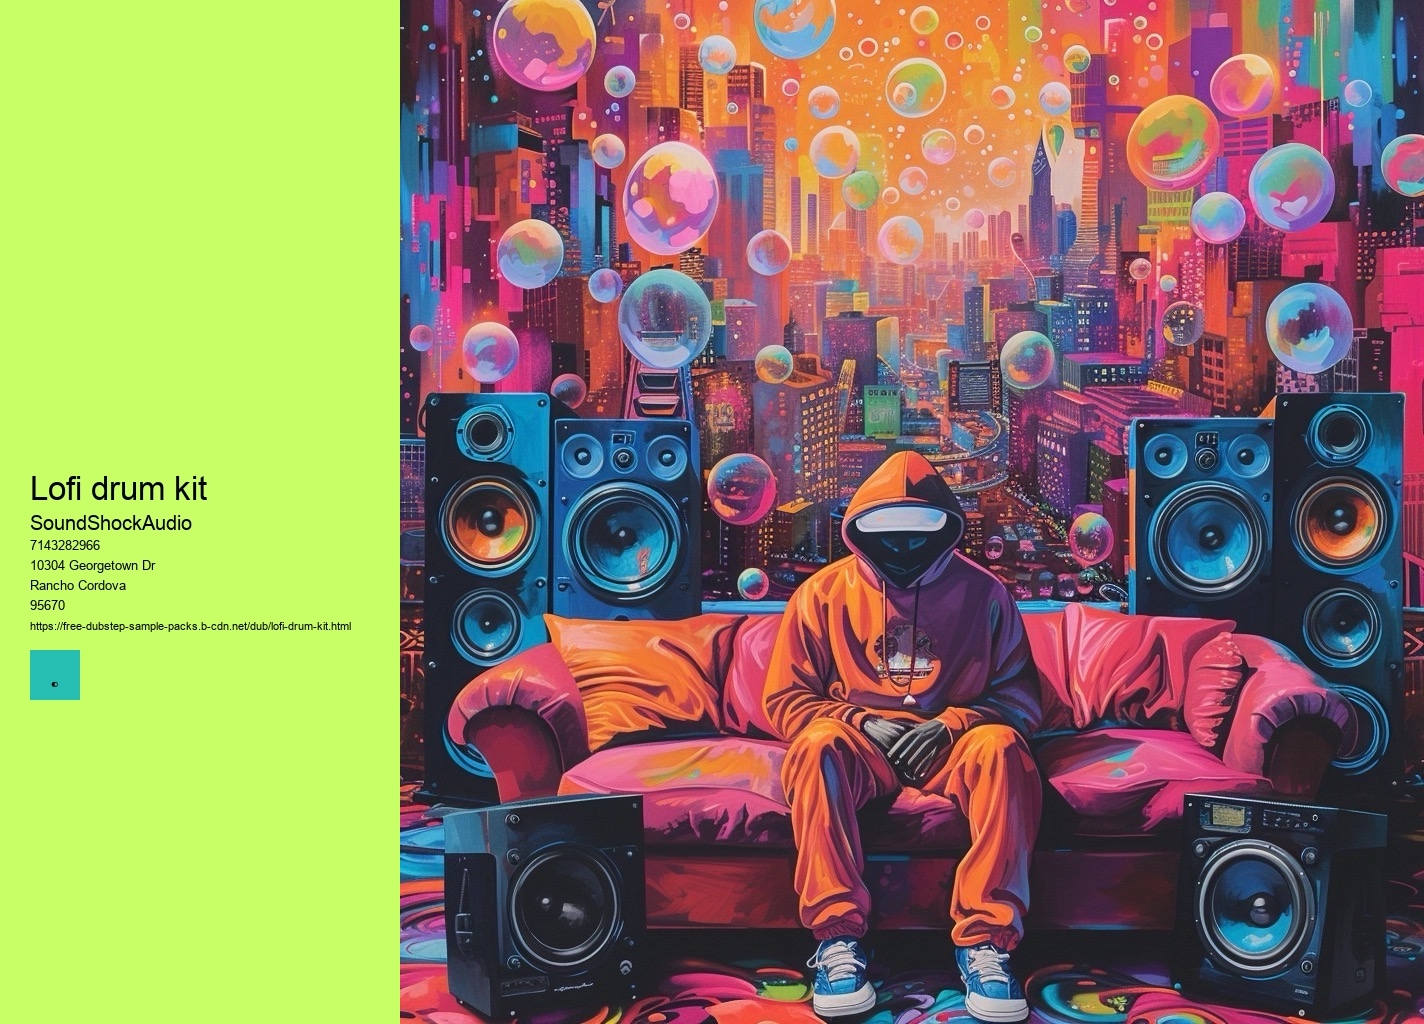 Lofi drum kit
SoundShockAudio
7143282966
10304 Georgetown Dr
Rancho Cordova
95670
https://free-dubstep-sample-packs.b-cdn.net/dub/lofi-drum-kit.html